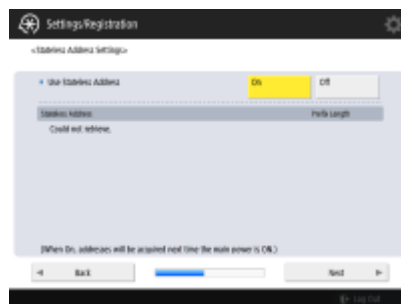 Settings/Registration
<Stateless Address Settings>
Use Stateless Address
On
Off
Stateless Address
Prefix Length
Could not retrieve.
(When On, addresses will be acquired next time the main power is ON.)
Back
Next
Log Out